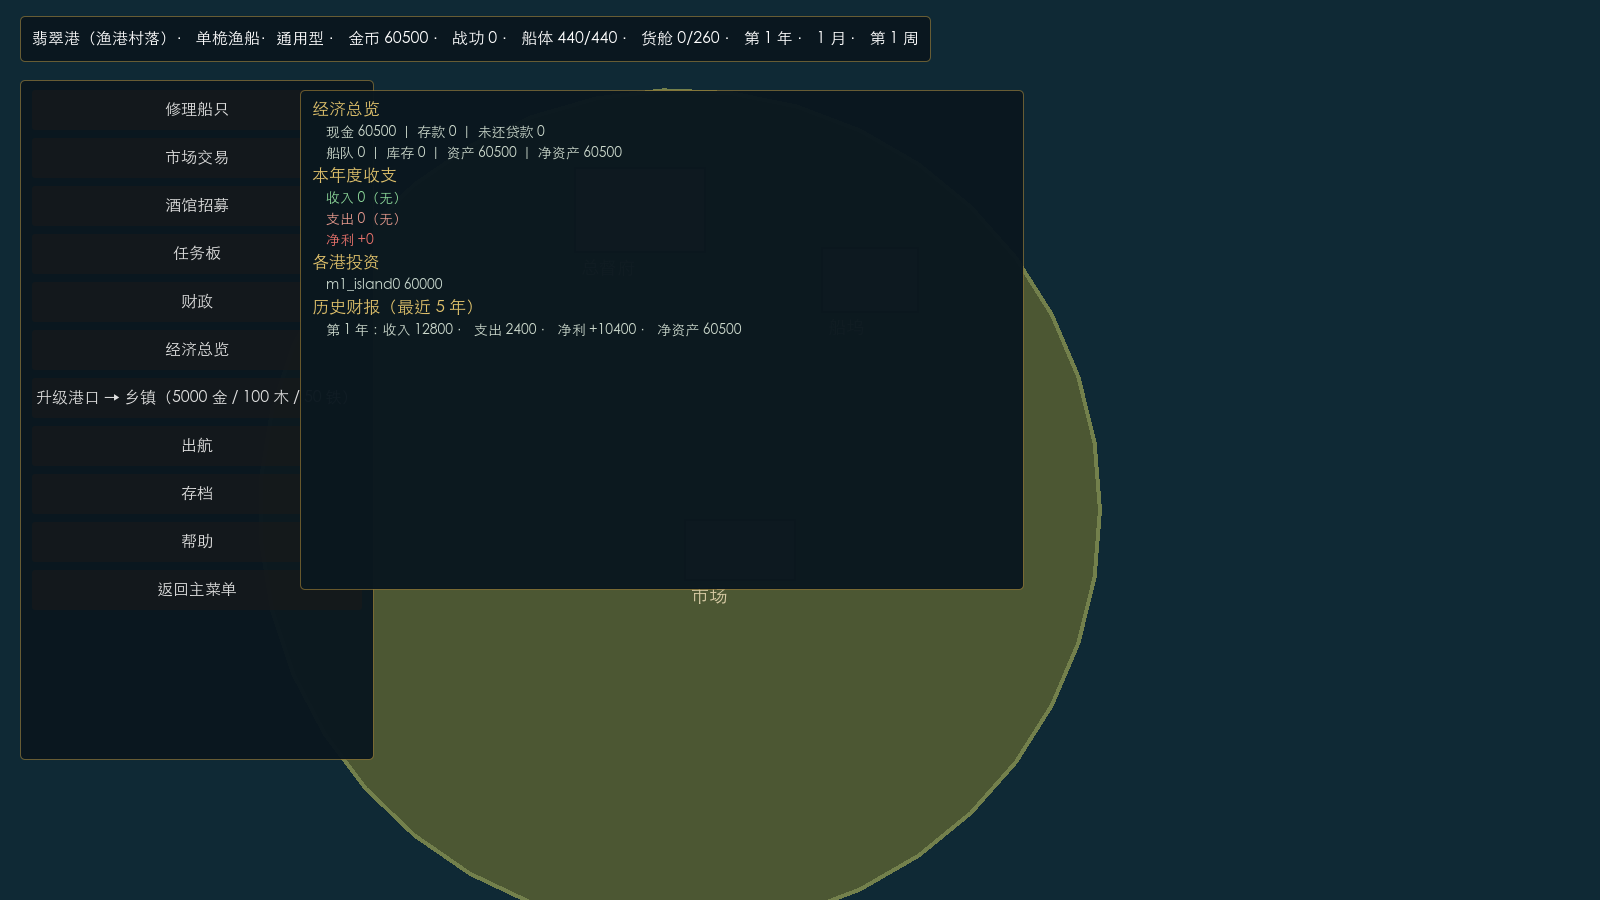 翡翠港（渔港村落）· 单桅渔船· 通用型 · 金币 60500 · 战功 0 · 船体 440/440 · 货舱 0/260 · 第 1 年 · 1 月 · 第 1 周
修理船只
市场交易
酒馆招募
任务板
财政
经济总览
升级港口 → 乡镇（5000 金 / 100 木 /
出航
存档
帮助
返回主菜单
经济总览
现金 60500 | 存款 0 | 未还贷款 0
船队 0 | 库存 0 | 资产 60500 | 净资产 60500
本年度收支
收入 0（无）
支出 0（无）
净利 +0
各港投资
m1_island0 60000
历史财报（最近 5 年）
第 1 年：收入 12800 · 支出 2400 · 净利 +10400 · 净资产 60500
市场